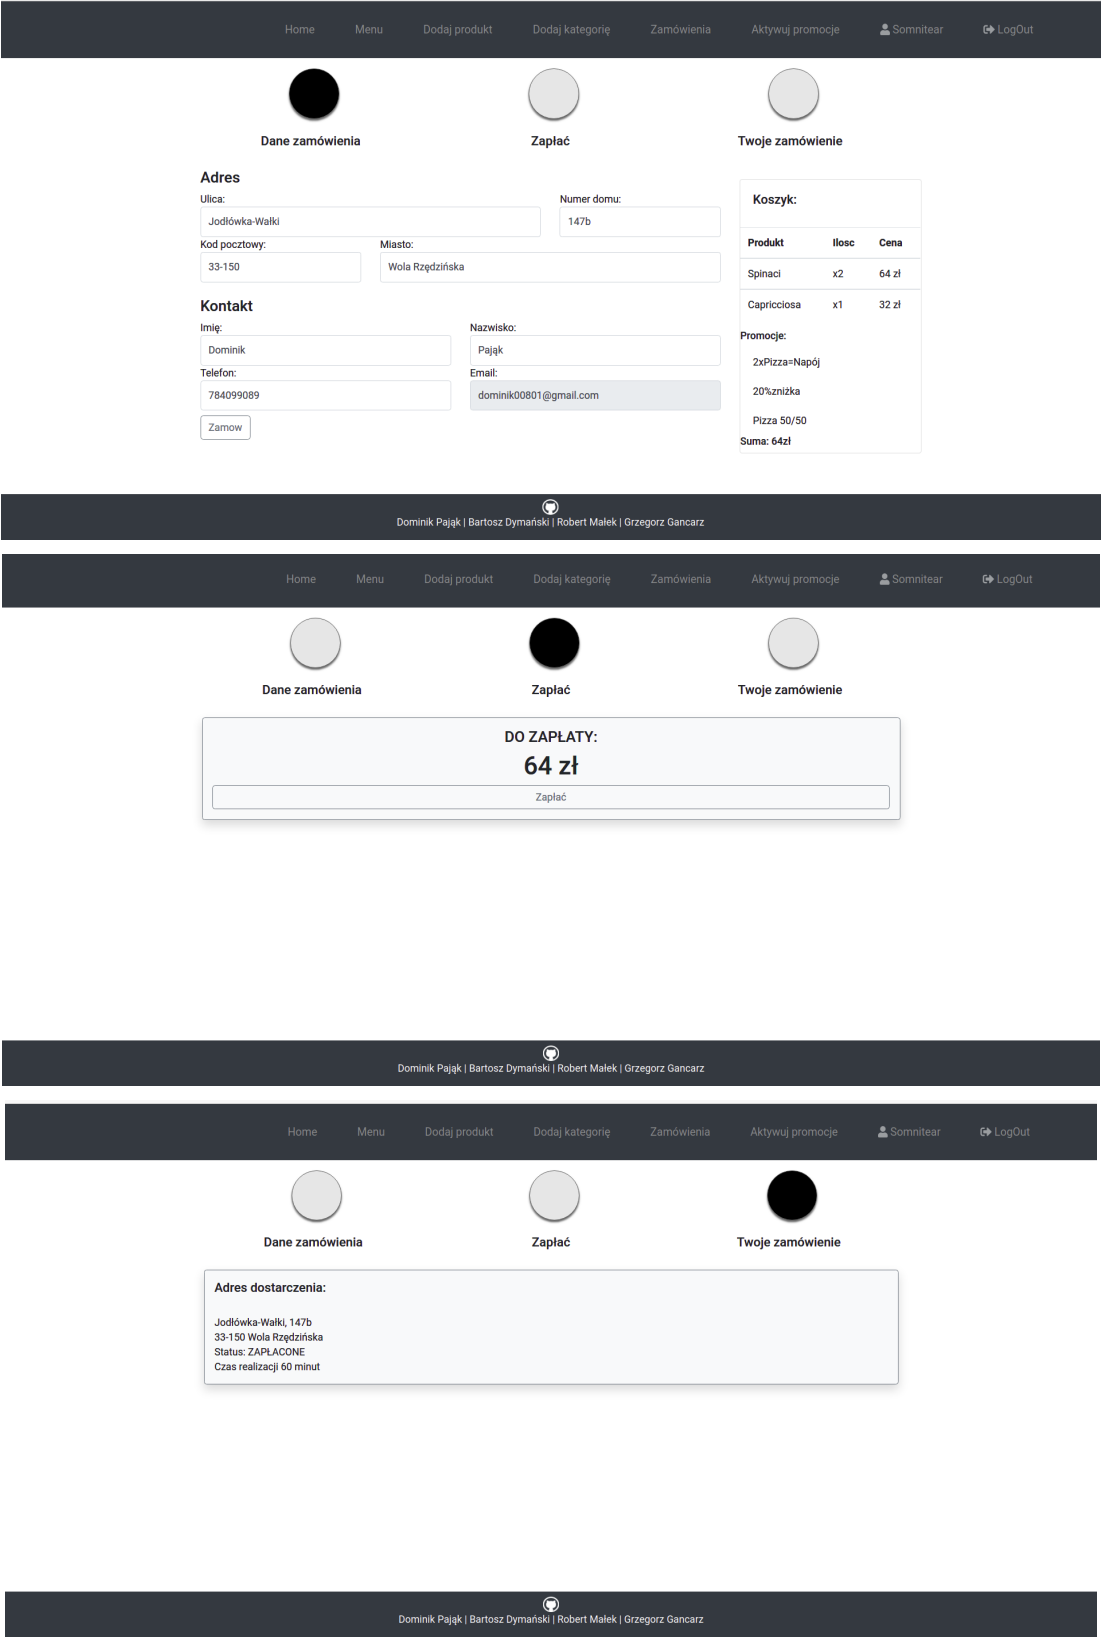 Home Menu Dodaj produkt Dodaj kategorię Zamówienia Aktywuj promocje Somnitear LogOut
Dane zamówienia Zapłać Twoje zamówienie
Adres
Ulica: Numer domu:
Jodłówka-Wałki 147b
Kod pocztowy: Miasto:
33-150 Wola Rzędzińska
Kontakt
Imię: Nazwisko:
Dominik Pająk
Telefon: Email:
784099089 dominik00801@gmail.com
Zamow
Koszyk:
Produkt Ilosc Cena
Spinaci x2 64 zł
Capricciosa x1 32 zł
Promocje:
2xPizza=Napój
20%zniżka
Pizza 50/50
Suma: 64zł
Dominik Pająk | Bartosz Dymański | Robert Małek | Grzegorz Gancarz
Home Menu Dodaj produkt Dodaj kategorię Zamówienia Aktywuj promocje Somnitear LogOut
Dane zamówienia Zapłać Twoje zamówienie
DO ZAPŁATY:
64 zł
Zapłać
Dominik Pająk | Bartosz Dymański | Robert Małek | Grzegorz Gancarz
Home Menu Dodaj produkt Dodaj kategorię Zamówienia Aktywuj promocje Somnitear LogOut
Dane zamówienia Zapłać Twoje zamówienie
Adres dostarczenia:
Jodłówka-Wałki, 147b
33-150 Wola Rzędzińska
Status: ZAPŁACONE
Czas realizacji 60 minut
Dominik Pająk | Bartosz Dymański | Robert Małek | Grzegorz Gancarz